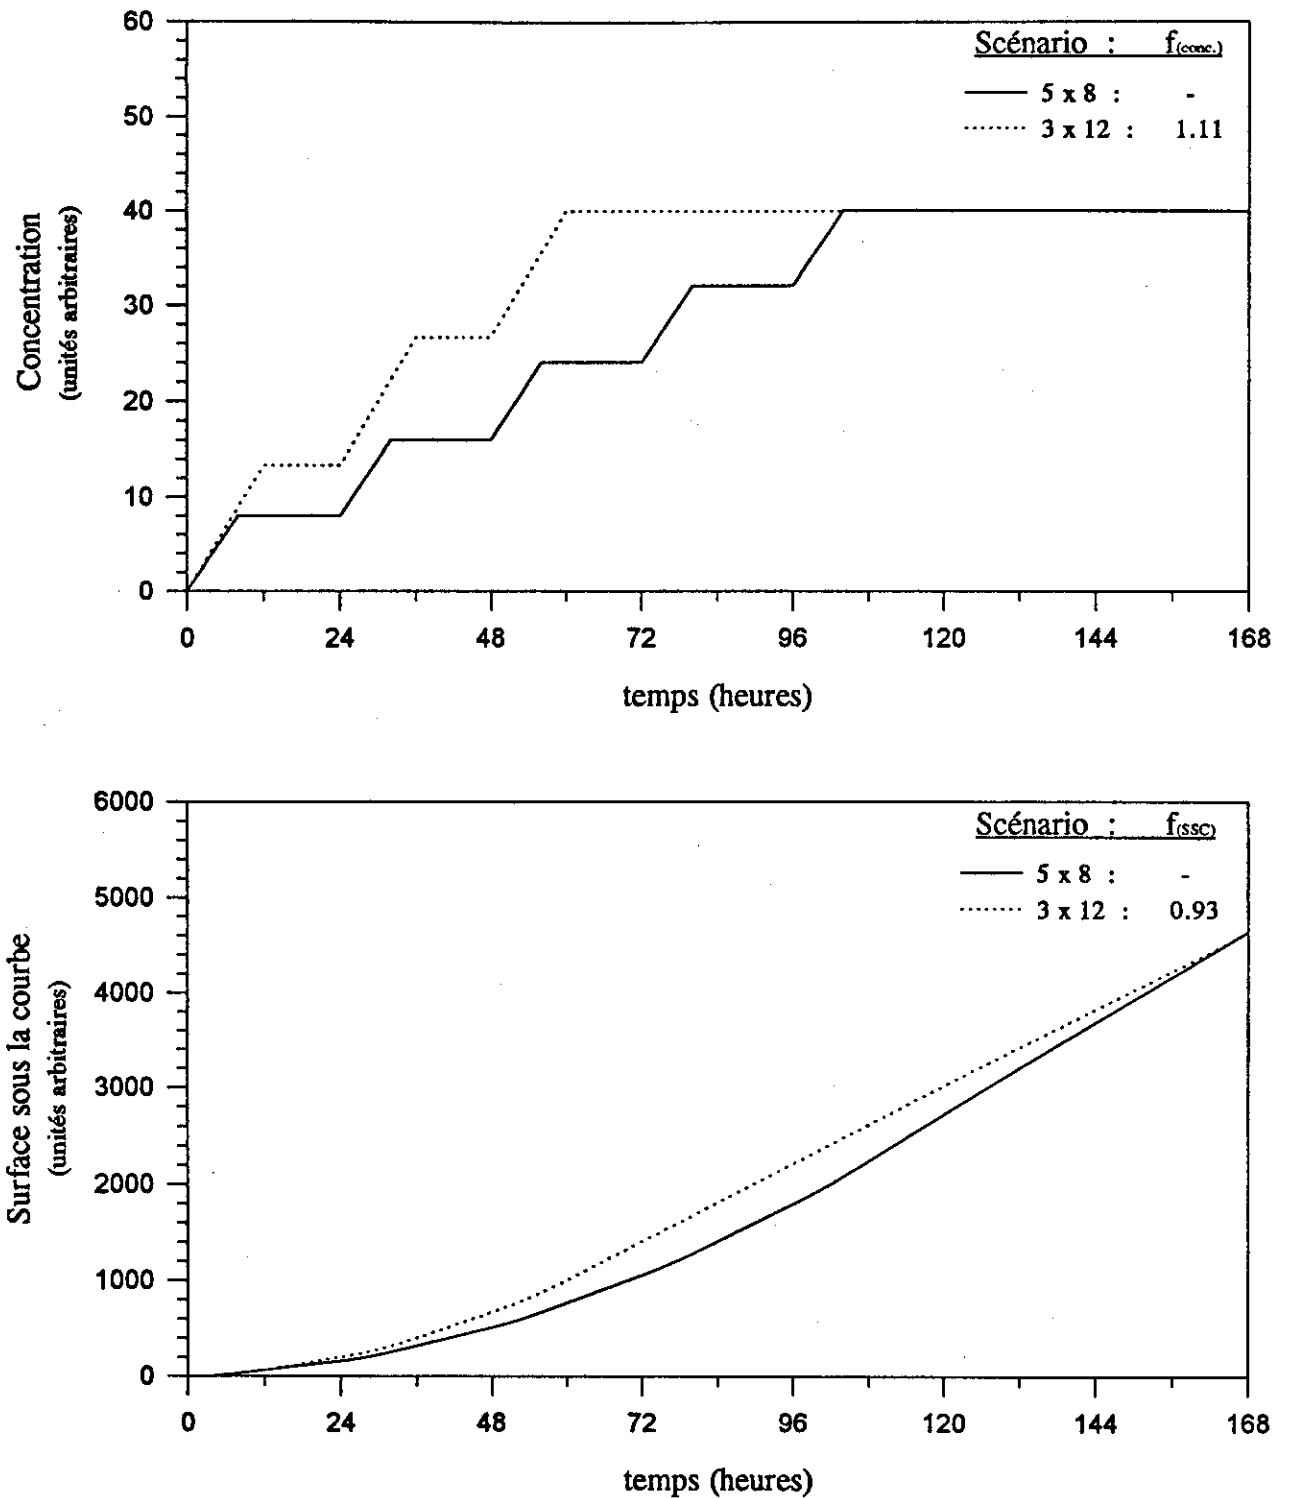 60
50
40
30
20
10
0
Concentration
(unités arbitraires)
Scénario : f(conc.)
5 x 8 : -
3 x 12 : 1.11
0 24 48 72 96 120 144 168
temps (heures)
6000
5000
4000
3000
2000
1000
0
Surface sous la courbe
(unités arbitraires)
Scénario : f(SSC)
5 x 8 : -
3 x 12 : 0.93
0 24 48 72 96 120 144 168
temps (heures)